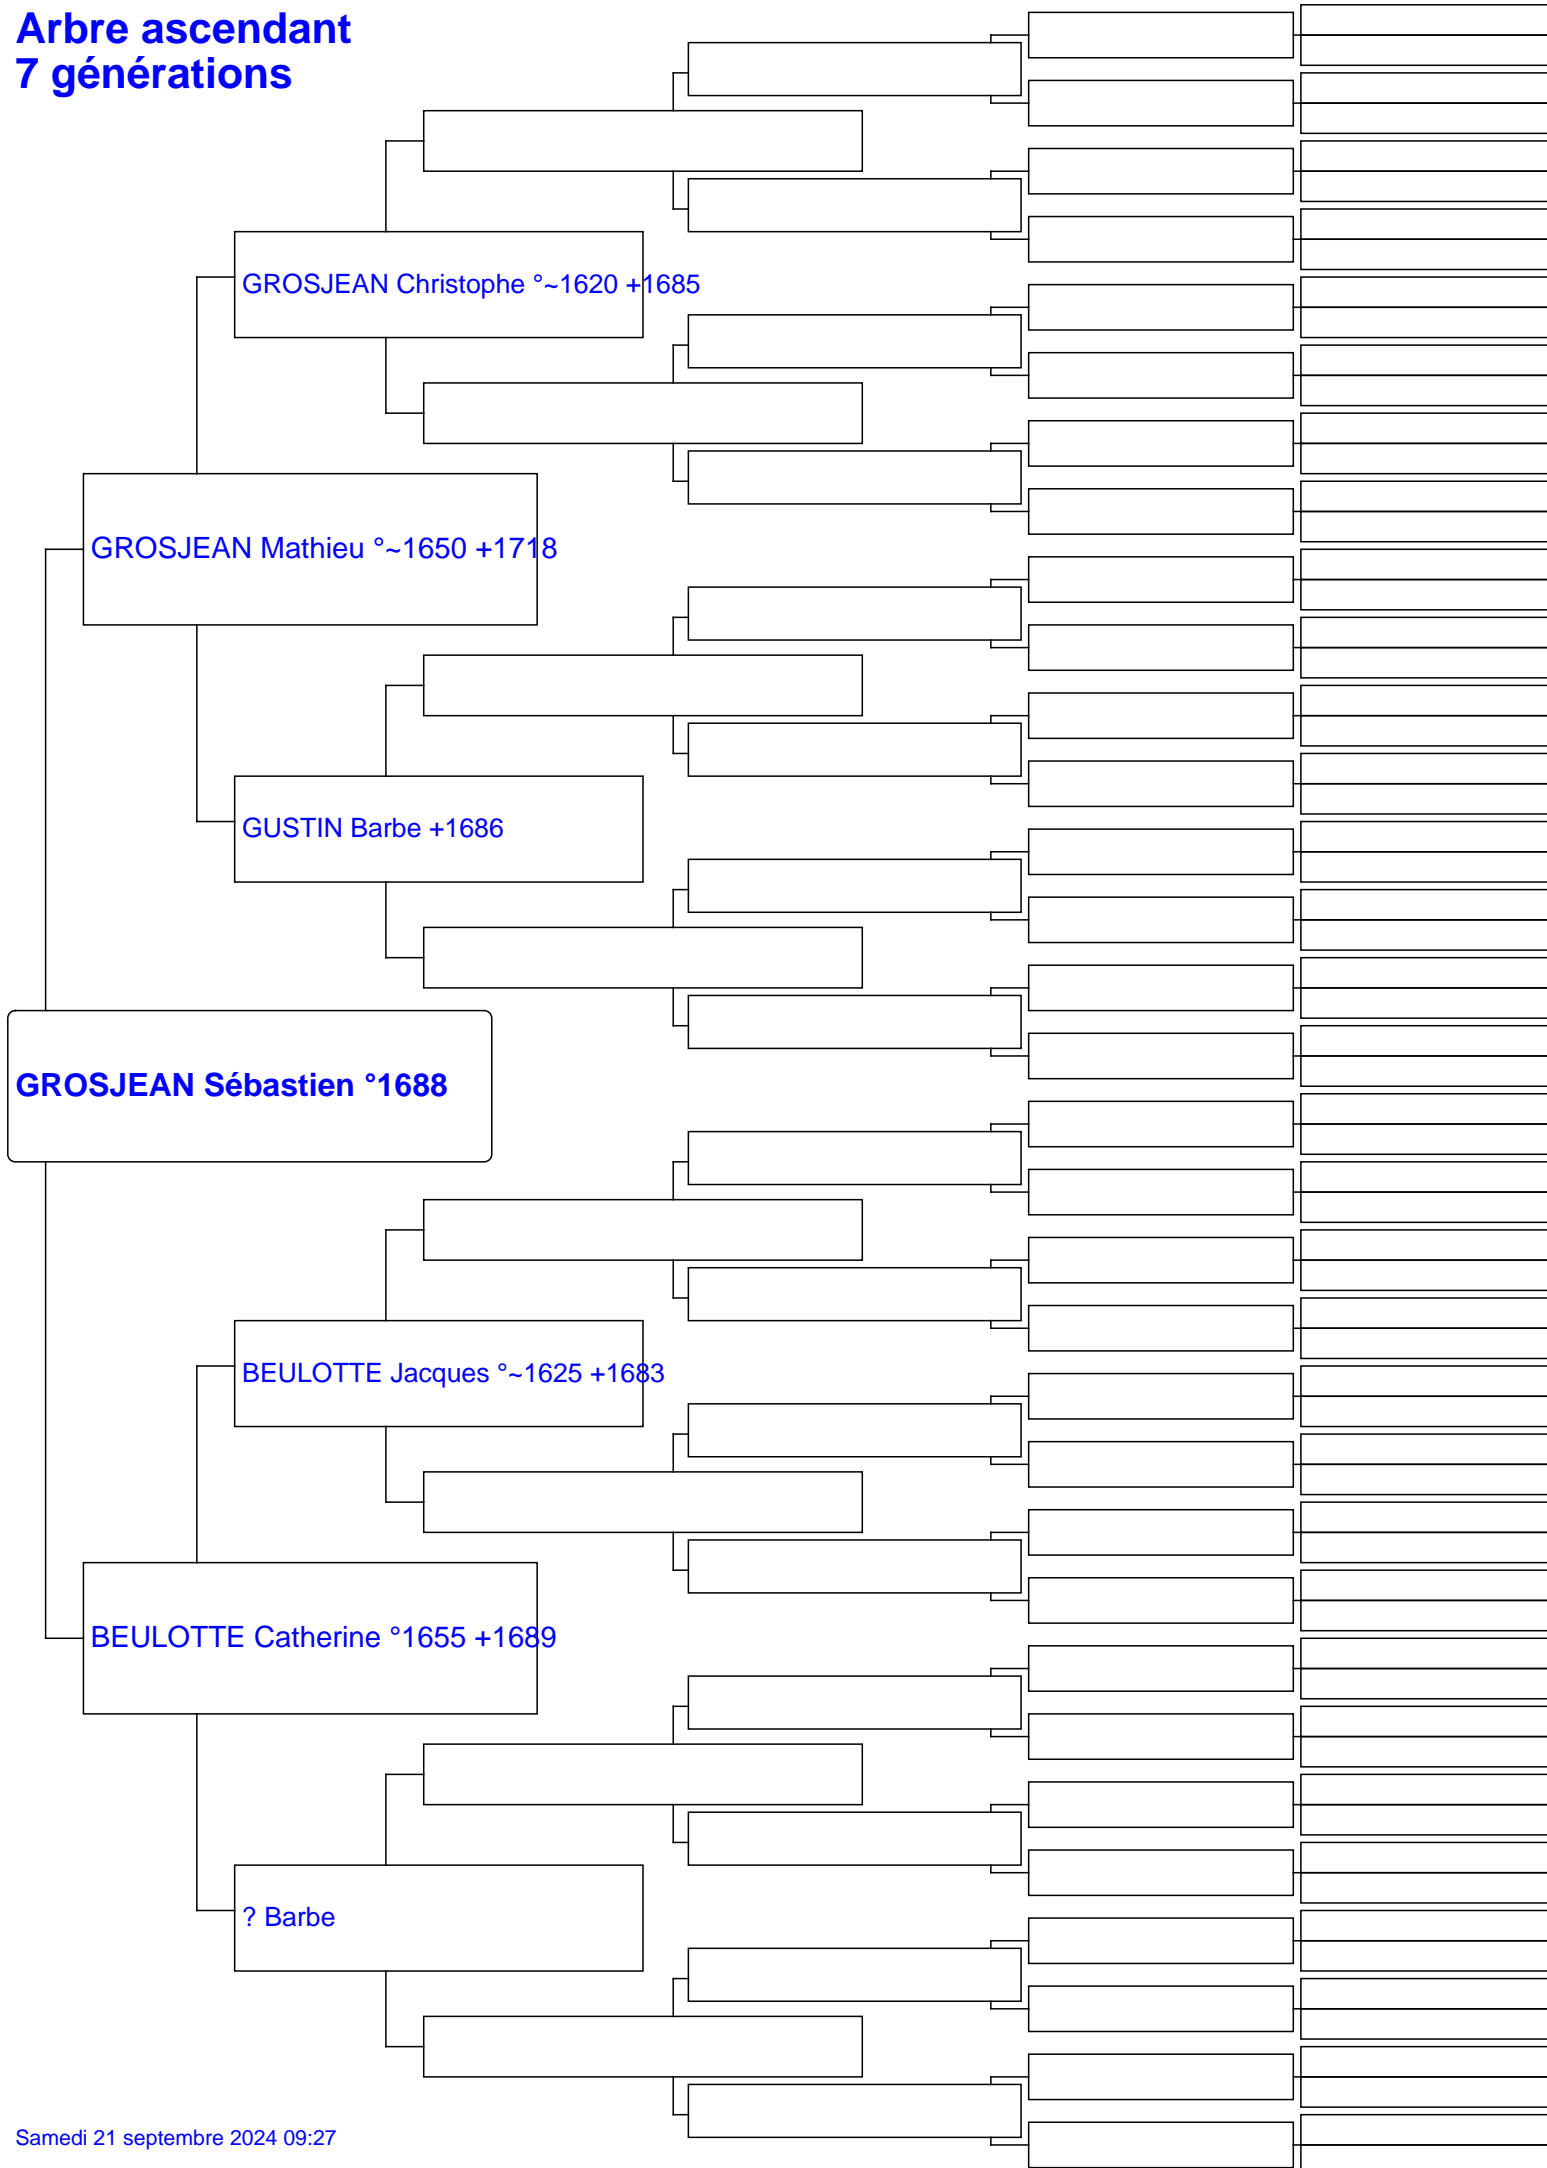 Arbre ascendant
7 générations
GROSJEAN Christophe °~1620 +1685
GROSJEAN Mathieu °~1650 +1718
GUSTIN Barbe +1686
GROSJEAN Sébastien °1688
BEULOTTE Jacques °~1625 +1683
BEULOTTE Catherine °1655 +1689
? Barbe
Samedi 21 septembre 2024 09:27